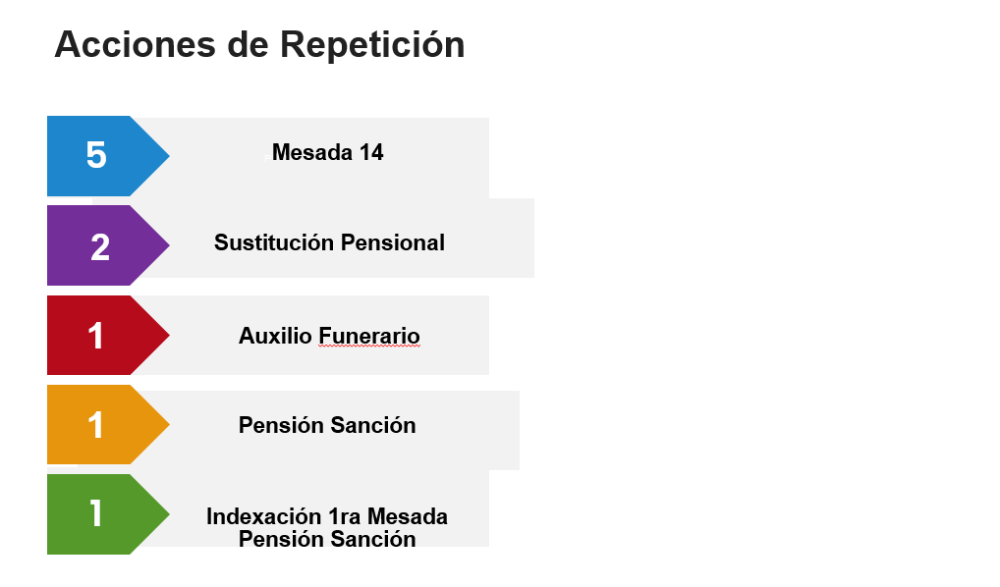 Acciones de Repetición
5 Mesada 14
2 Sustitución Pensional
1 Auxilio Funerario
1 Pensión Sanción
1 Indexación 1ra Mesada
Pensión Sanción